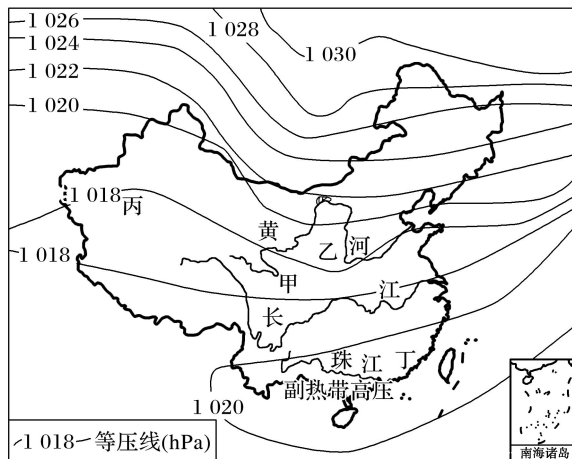 1 026
1 028
1 024
1 030
1 022
1 020
1 018
丙
黄
乙 河
1 018
甲
江
长
珠 江 丁
副热带高压
1 020
1 018 等压线(hPa)
南海诸岛